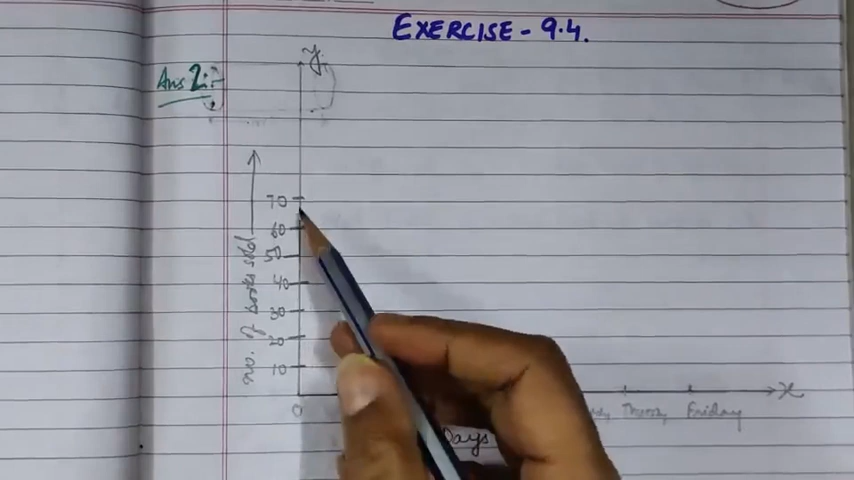 EXERCISE - 9.4.
Ans 2:-
y
no. of books sold
70
60
50
40
30
20
10
0
x
Thurs, Friday
Days